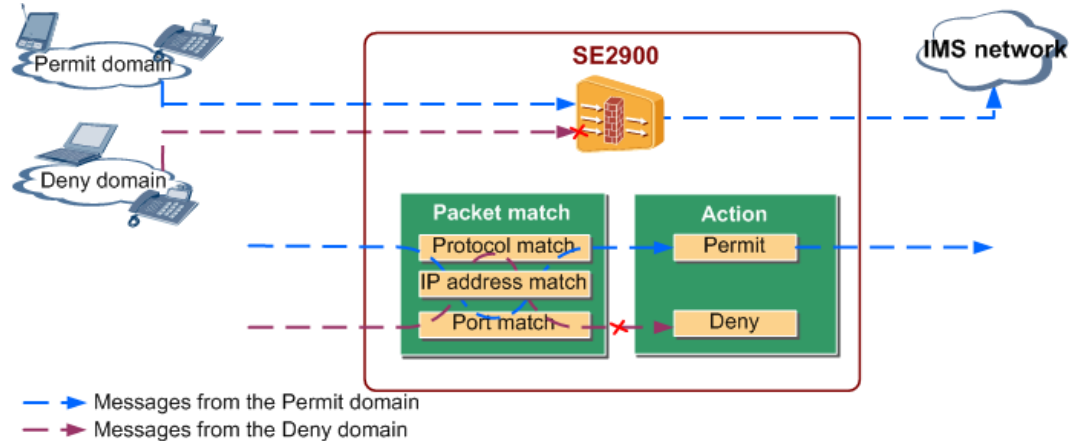 Permit domain
SE2900
IMS network
Deny domain
Packet match
Action
Protocol match
Permit
IP address match
Port match
Deny
Messages from the Permit domain
Messages from the Deny domain